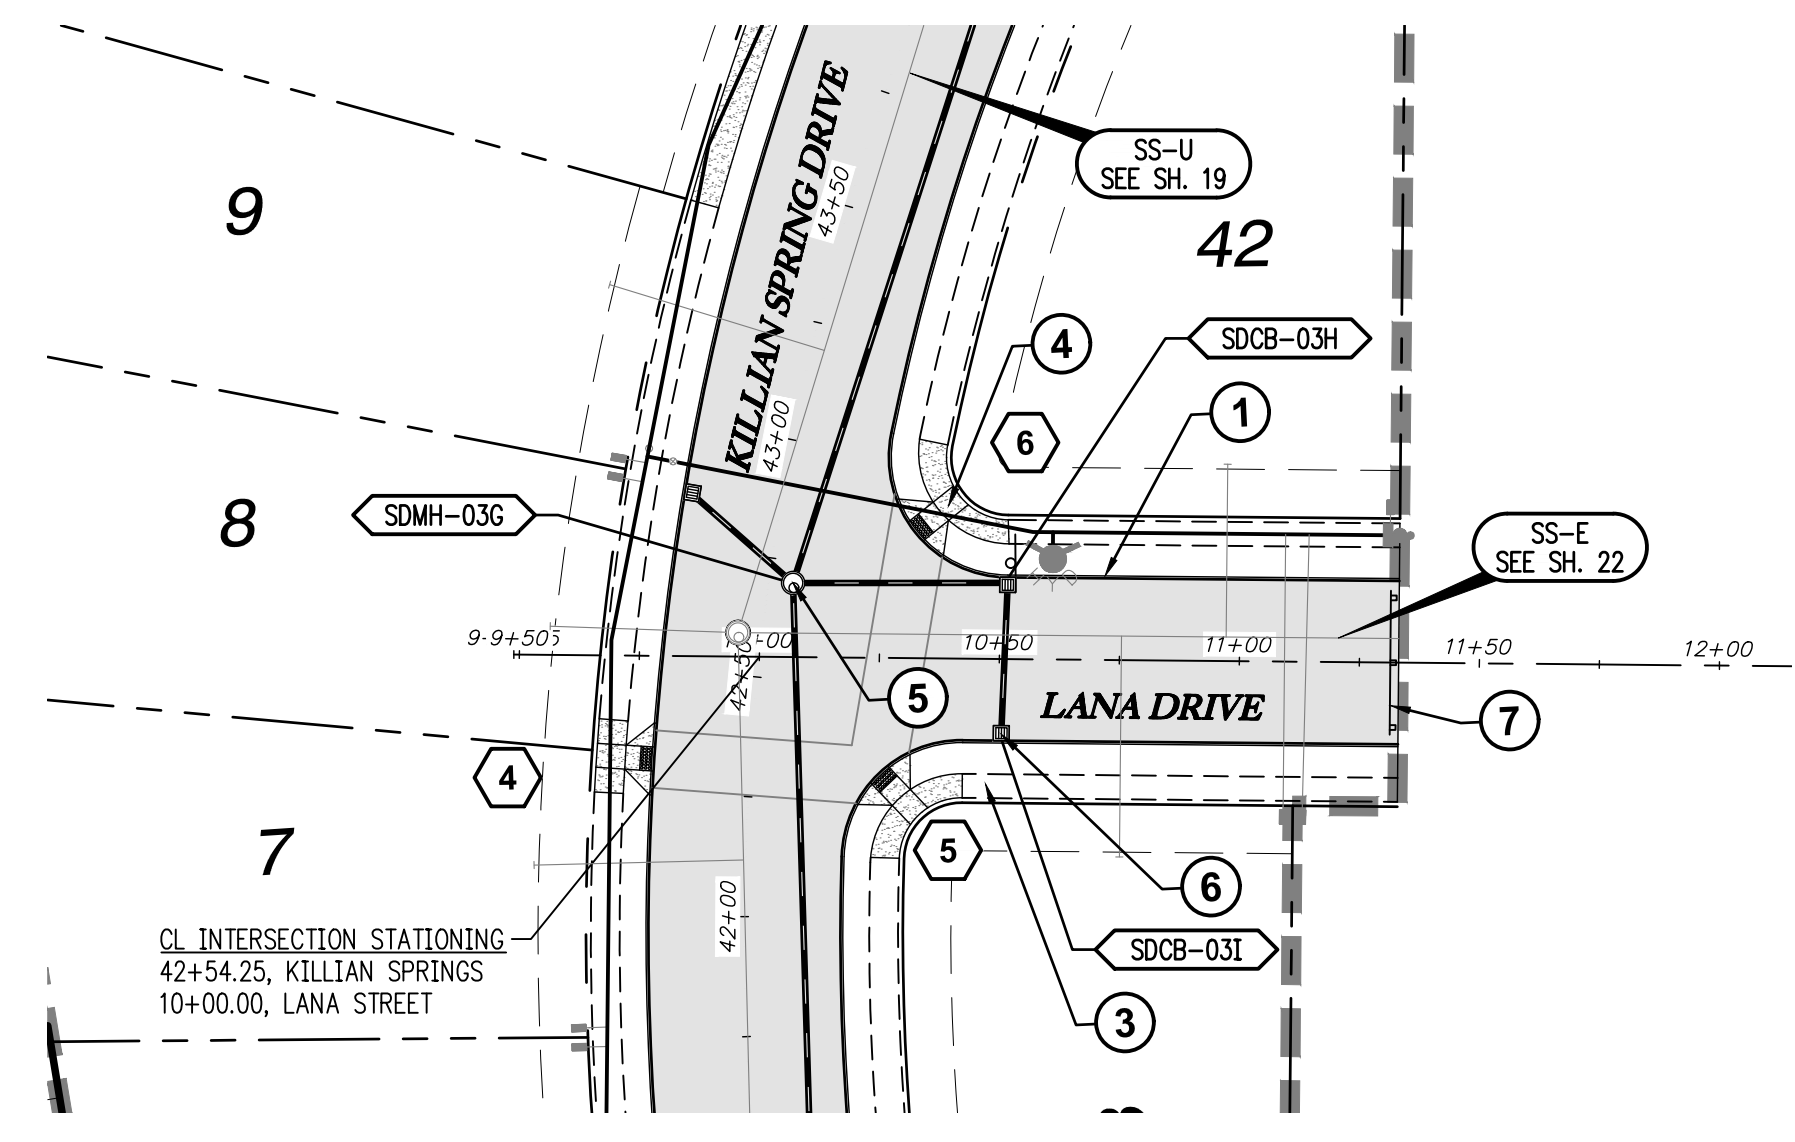 KILLIAN SPRING DRIVE
43+50
SS-U
SEE SH. 19
9
42
4
SDCB-03H
1
6
43+00
8
SDMH-03G
SS-E
SEE SH. 22
9+50
10+50
11+00
11+50
12+00
42+50
5
LANA DRIVE
7
4
7
5
6
42+00
CL INTERSECTION STATIONING
42+54.25, KILLIAN SPRINGS
10+00.00, LANA STREET
SDCB-03I
3